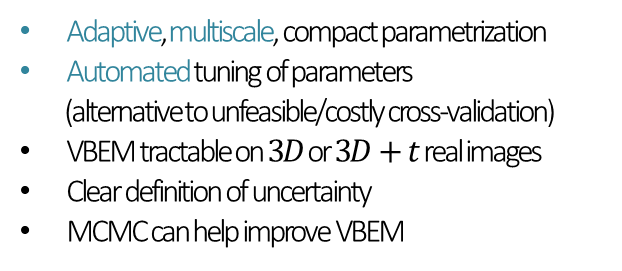 • Adaptive, multiscale, compact parametrization
• Automated tuning of parameters
(alternative to unfeasible/costly cross-validation)
• VBEM tractable on 3D or 3D + t real images
• Clear definition of uncertainty
• MCMC can help improve VBEM